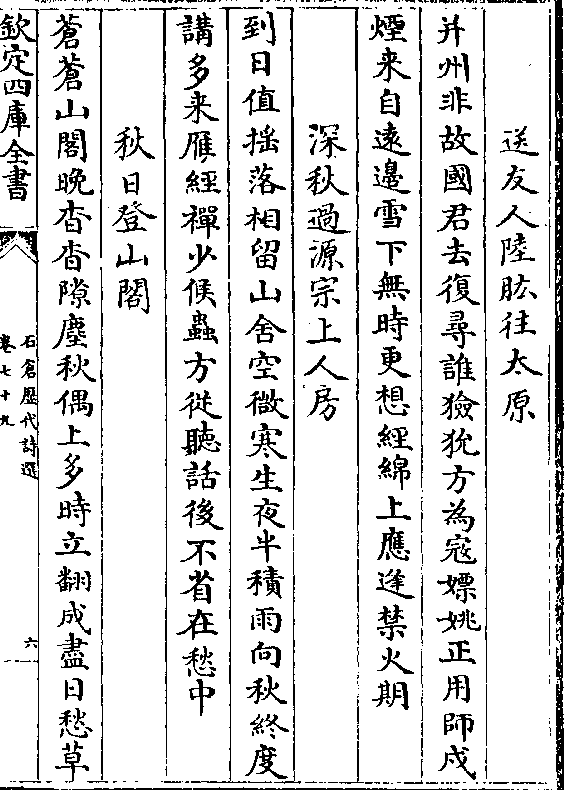 送友人陸肱往太原
并州非故國君去復尋誰獫狁方為寇嫖姚正用師戍
煙来自遠邊雪下無時更想經綿上應逢禁火期
深秋過源宗上人房
到日值揺落相留山舍空微寒生夜半積雨向秋終度
講多来雁經禪少候蟲方從聽話後不省在愁中
秋日登山閣
蒼蒼山閣晚杳杳隙塵秋偶上多時立翻成盡日愁草
欽定四庫全書
石倉歴代詩選
卷七十九
六